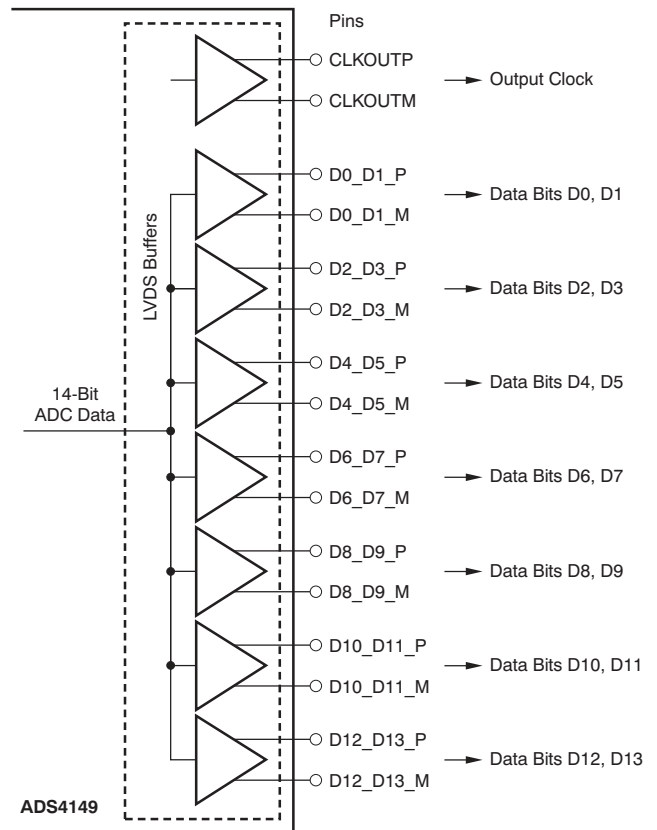 Pins
CLKOUTP
CLKOUTM
Output Clock
LVDS Buffers
D0_D1_P
D0_D1_M
Data Bits D0, D1
D2_D3_P
D2_D3_M
Data Bits D2, D3
14-Bit
ADC Data
D4_D5_P
D4_D5_M
Data Bits D4, D5
D6_D7_P
D6_D7_M
Data Bits D6, D7
D8_D9_P
D8_D9_M
Data Bits D8, D9
D10_D11_P
D10_D11_M
Data Bits D10, D11
D12_D13_P
D12_D13_M
Data Bits D12, D13
ADS4149